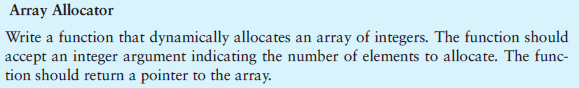 Array Allocator
Write a function that dynamically allocates an array of integers. The function should
accept an integer argument indicating the number of elements to allocate. The func-
tion should return a pointer to the array.